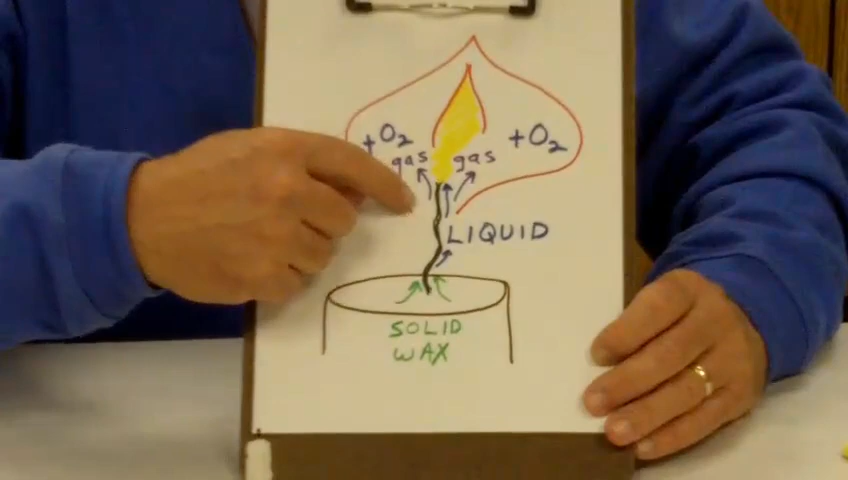 +O2
+O2
gas
gas
LIQUID
SOLID
WAX